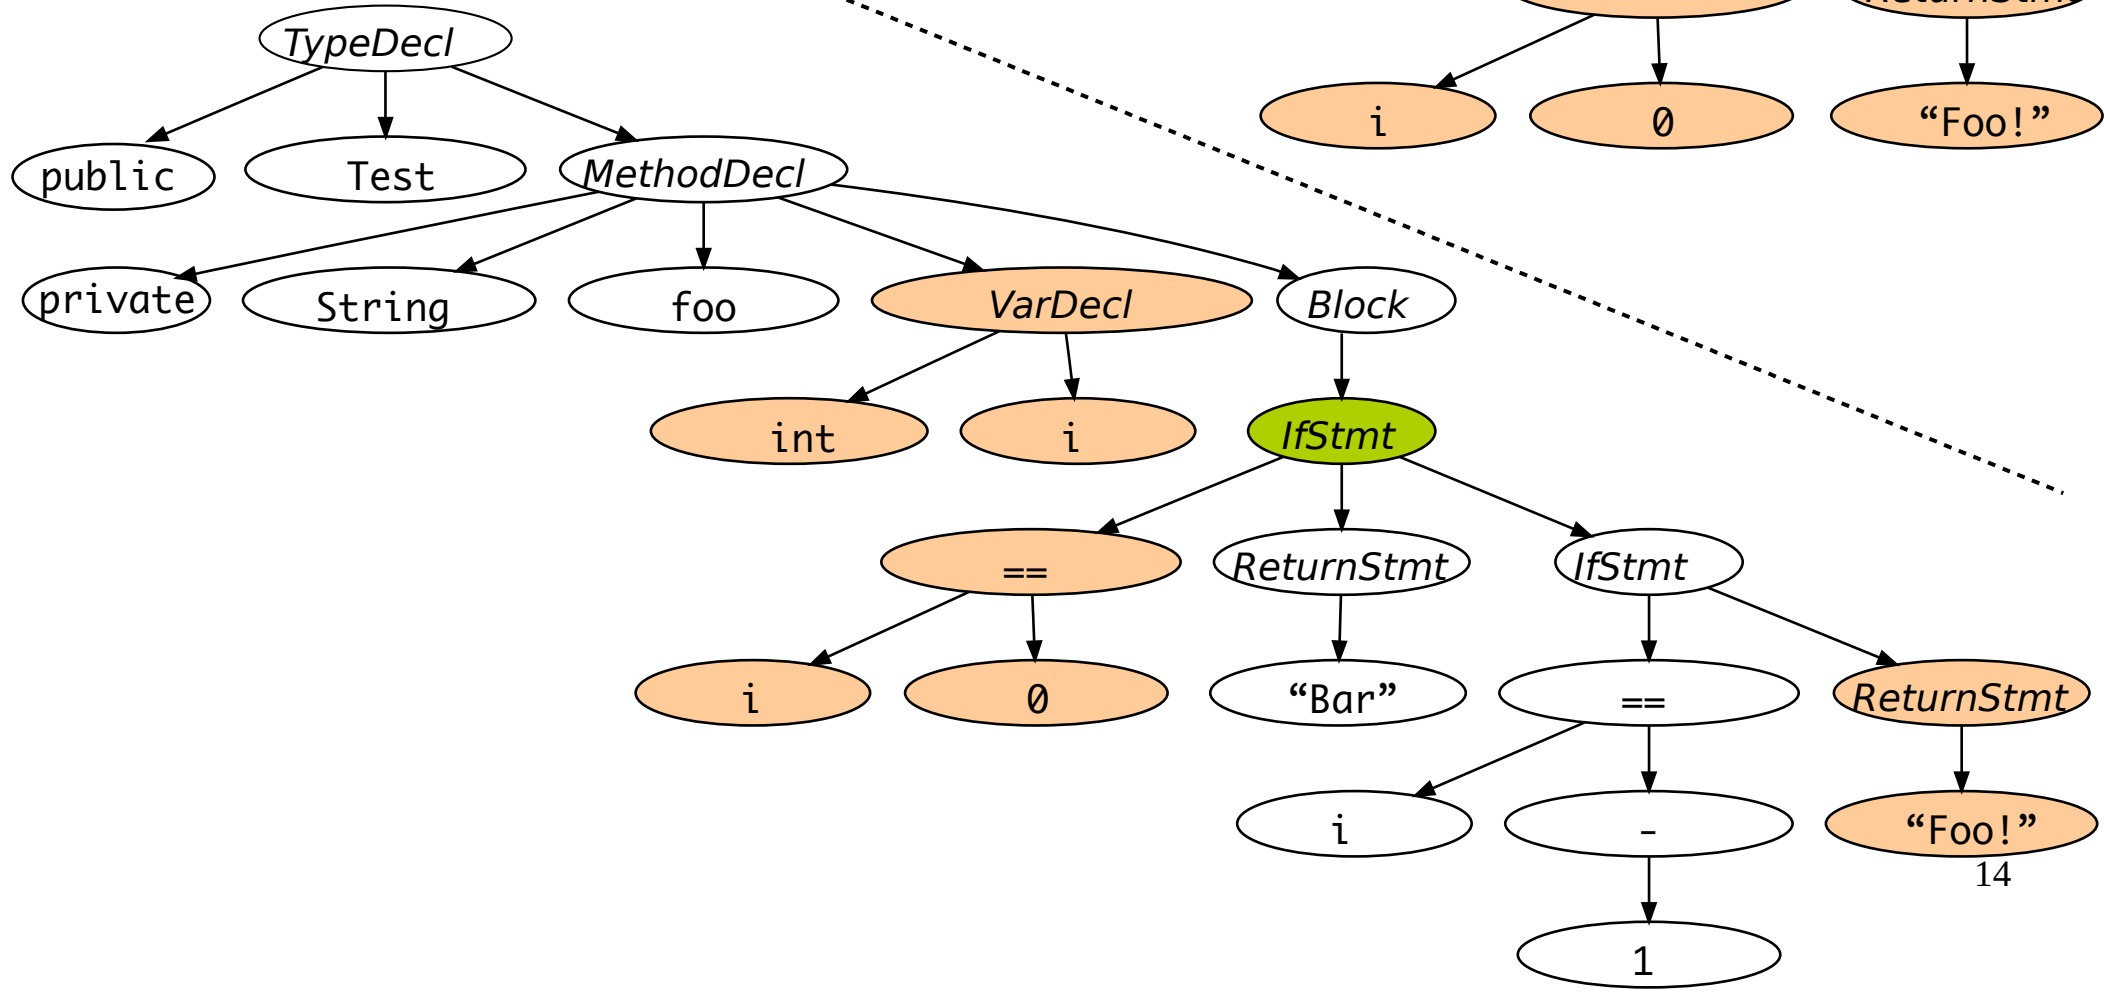 ReturnStmt
TypeDecl
i 0 “Foo!”
public Test MethodDecl
private String foo VarDecl Block
int i IfStmt
== ReturnStmt IfStmt
i 0 “Bar” == ReturnStmt
i - “Foo!”
14
1